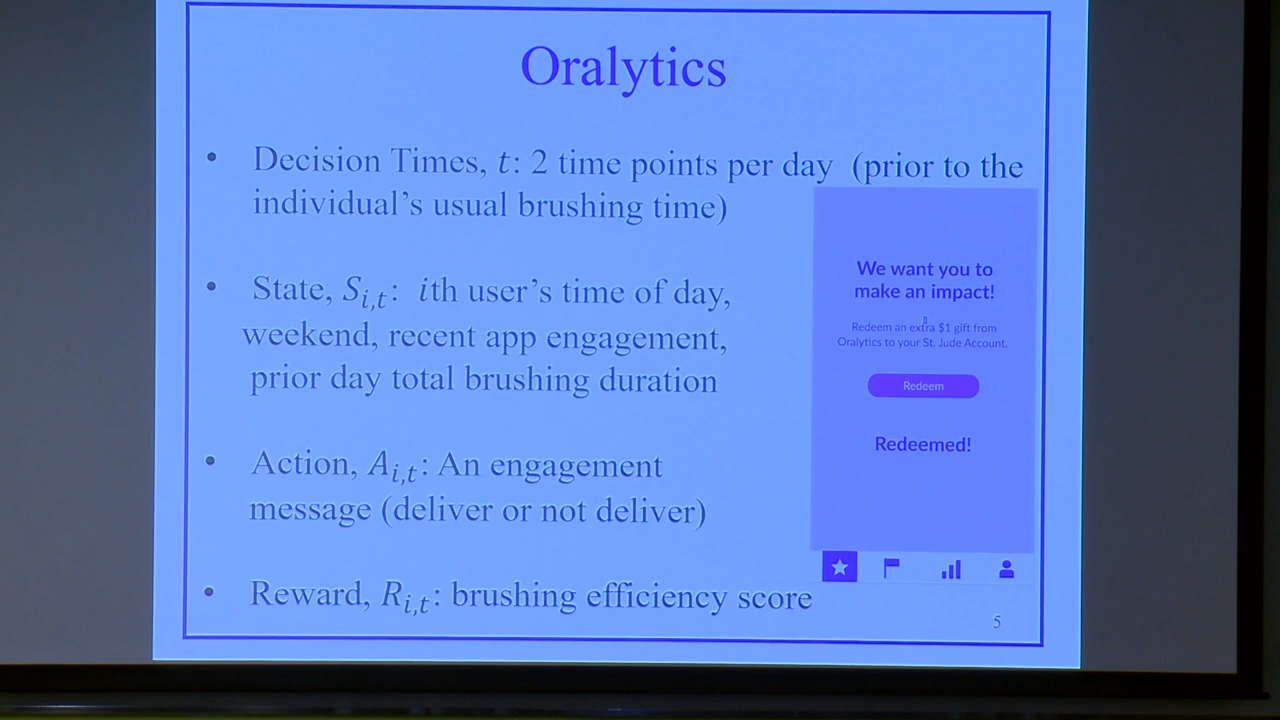 Oralytics
• Decision Times, t: 2 time points per day (prior to the
individual's usual brushing time)
• State, S_{i,t}: ith user's time of day,
weekend, recent app engagement,
prior day total brushing duration
• Action, A_{i,t}: An engagement
message (deliver or not deliver)
• Reward, R_{i,t}: brushing efficiency score
We want you to
make an impact!
Redeem an extra $1 gift from
Oralytics to your St. Jude Account.
Redeem
Redeemed!
5